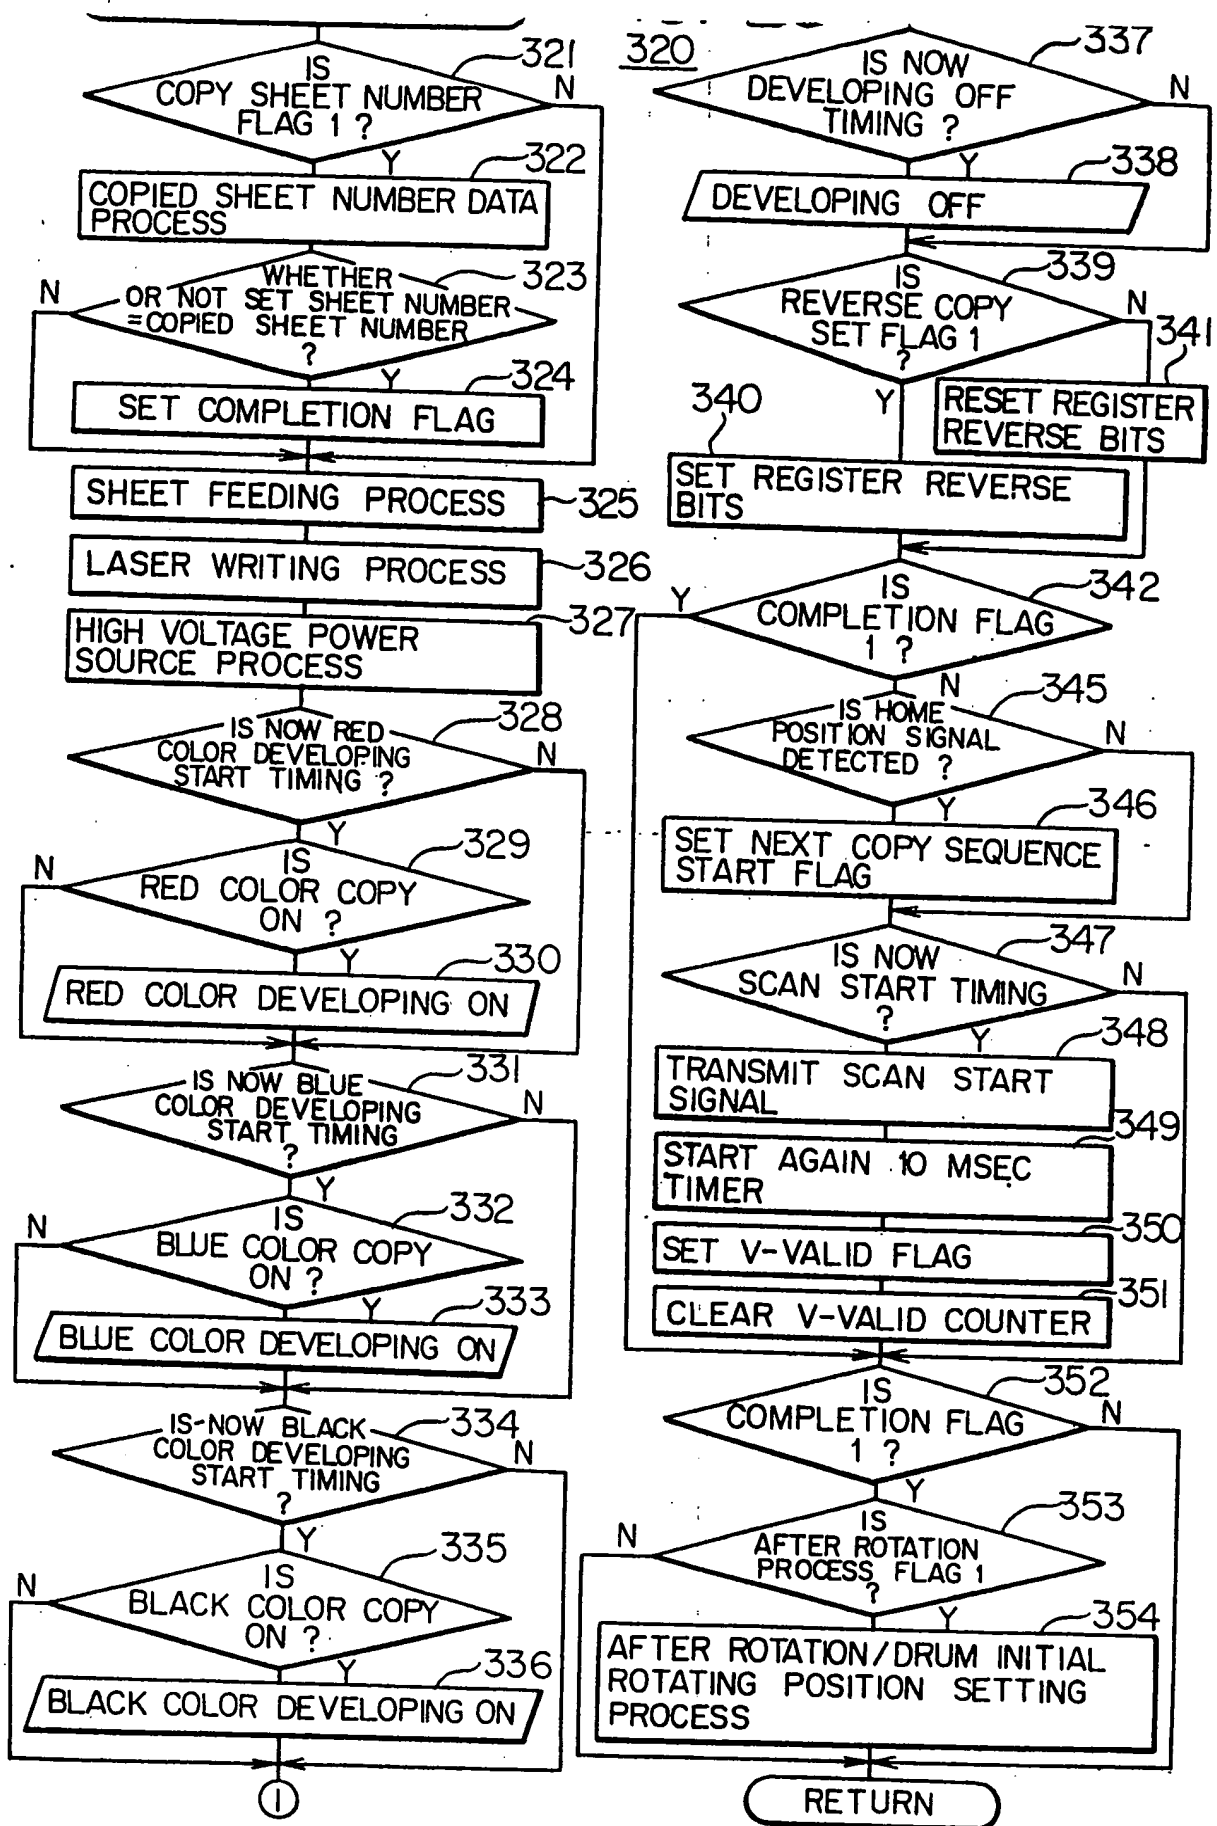 321
IS
COPY SHEET NUMBER
FLAG 1 ?
N
Y
322
COPIED SHEET NUMBER DATA
PROCESS
323
WHETHER
OR NOT SET SHEET NUMBER
=COPIED SHEET NUMBER
?
N
Y
324
SET COMPLETION FLAG
SHEET FEEDING PROCESS
325
LASER WRITING PROCESS
326
HIGH VOLTAGE POWER
SOURCE PROCESS
327
328
IS NOW RED
COLOR DEVELOPING
START TIMING ?
N
Y
329
IS
RED COLOR COPY
ON ?
N
Y
330
RED COLOR DEVELOPING ON
331
IS NOW BLUE
COLOR DEVELOPING
START TIMING
?
N
Y
332
IS
BLUE COLOR COPY
ON ?
N
Y
333
BLUE COLOR DEVELOPING ON
334
IS-NOW BLACK
COLOR DEVELOPING
START TIMING
?
N
Y
335
IS
BLACK COLOR COPY
ON ?
N
Y
336
BLACK COLOR DEVELOPING ON
1
320
337
IS NOW
DEVELOPING OFF
TIMING ?
N
Y
338
DEVELOPING OFF
339
IS
REVERSE COPY
SET FLAG 1
?
N
341
Y
340
RESET REGISTER
REVERSE BITS
SET REGISTER REVERSE
BITS
342
IS
COMPLETION FLAG
1 ?
Y
N
345
IS HOME
POSITION SIGNAL
DETECTED ?
N
Y
346
SET NEXT COPY SEQUENCE
START FLAG
347
IS NOW
SCAN START TIMING
?
N
Y
348
TRANSMIT SCAN START
SIGNAL
349
START AGAIN 10 MSEC
TIMER
350
SET V-VALID FLAG
351
CLEAR V-VALID COUNTER
352
IS
COMPLETION FLAG
1 ?
N
Y
353
IS
AFTER ROTATION
PROCESS FLAG 1
?
N
Y
354
AFTER ROTATION/DRUM INITIAL
ROTATING POSITION SETTING
PROCESS
RETURN